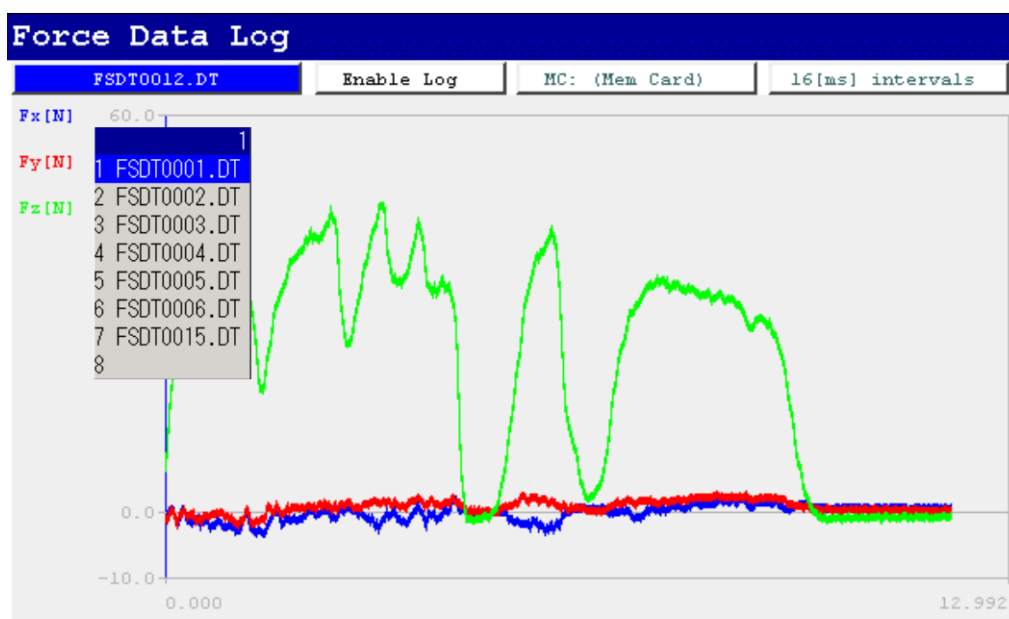 Force Data Log
FSDT0012.DT Enable Log MC: (Mem Card) 16[ms] intervals
Fx[N] 60.0
Fy[N]
Fz[N]
1
1 FSDT0001.DT
2 FSDT0002.DT
3 FSDT0003.DT
4 FSDT0004.DT
5 FSDT0005.DT
6 FSDT0006.DT
7 FSDT0015.DT
8
0.0
-10.0
0.000 12.992